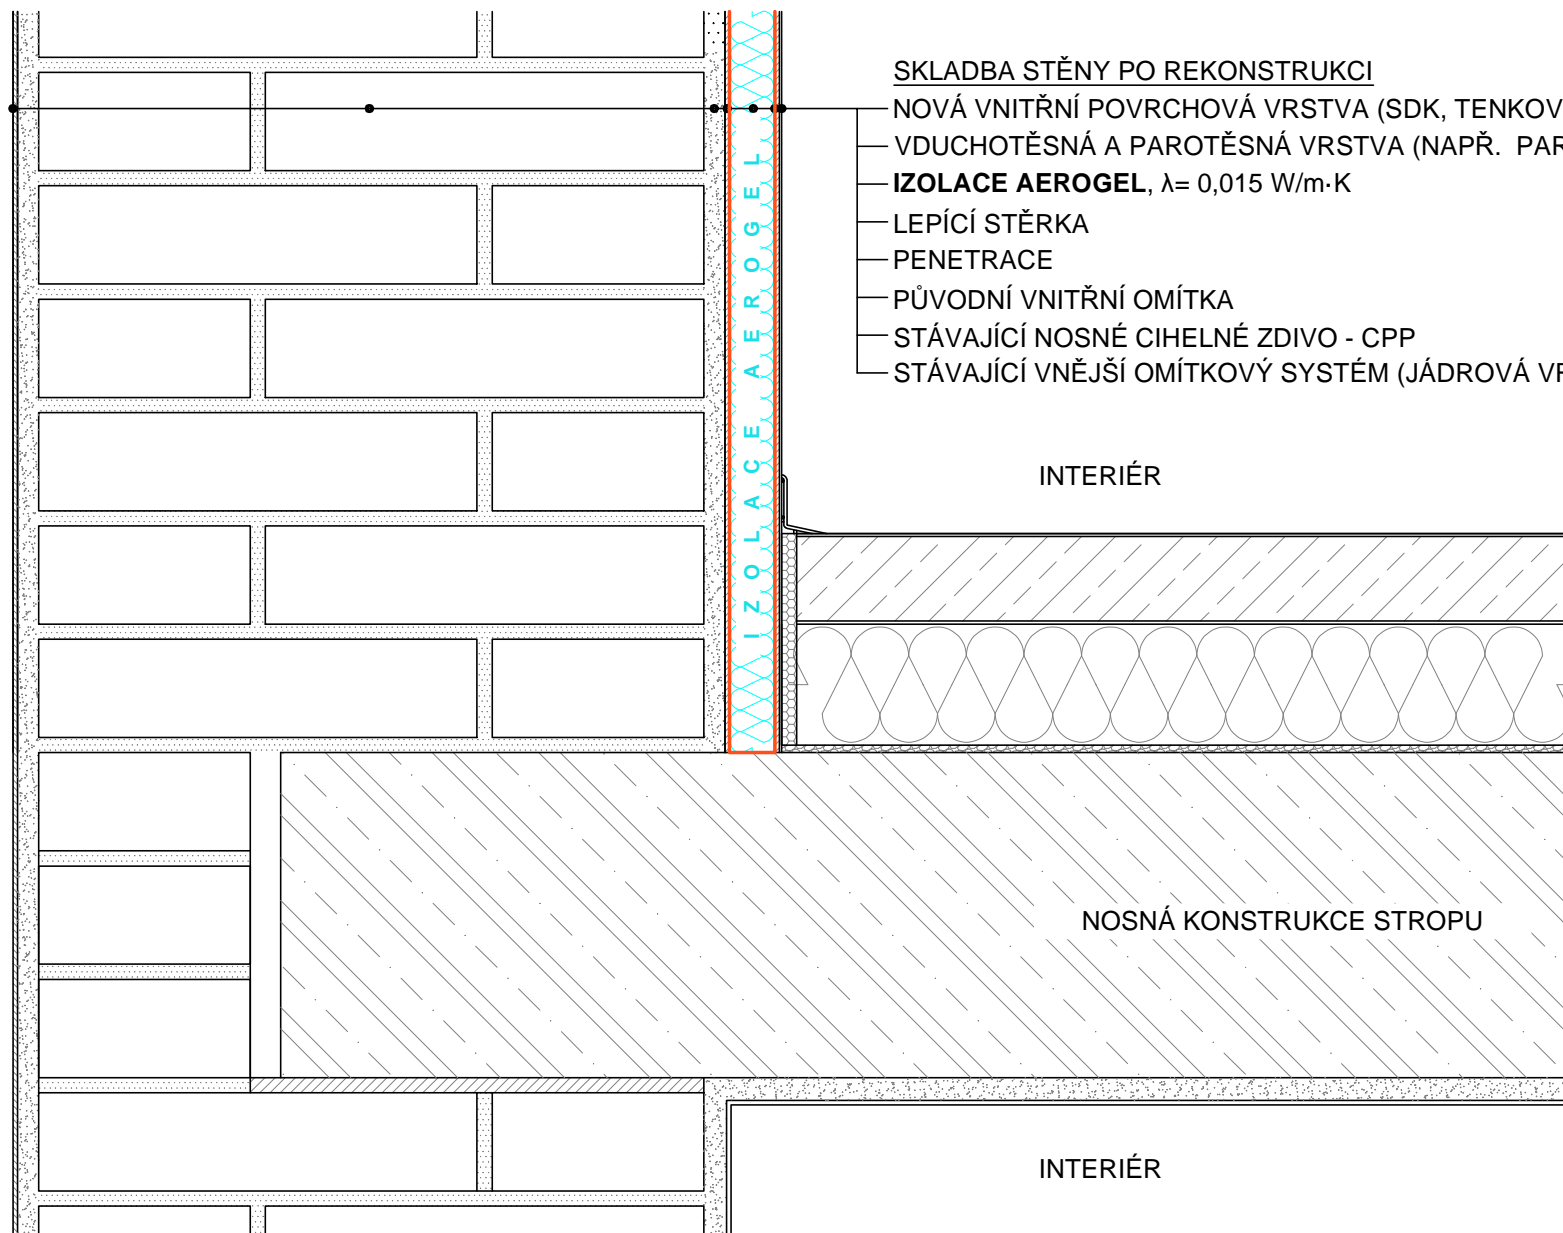 SKLADBA STĚNY PO REKONSTRUKCI
NOVÁ VNITŘNÍ POVRCHOVÁ VRSTVA (SDK, TENKOV
VDUCHOTĚSNÁ A PAROTĚSNÁ VRSTVA (NAPŘ. PAR
IZOLACE AEROGEL, λ= 0,015 W/m·K
LEPÍCÍ STĚRKA
PENETRACE
PŮVODNÍ VNITŘNÍ OMÍTKA
STÁVAJÍCÍ NOSNÉ CIHELNÉ ZDIVO - CPP
STÁVAJÍCÍ VNĚJŠÍ OMÍTKOVÝ SYSTÉM (JÁDROVÁ VR
IZOLACE AEROGEL
INTERIÉR
NOSNÁ KONSTRUKCE STROPU
INTERIÉR